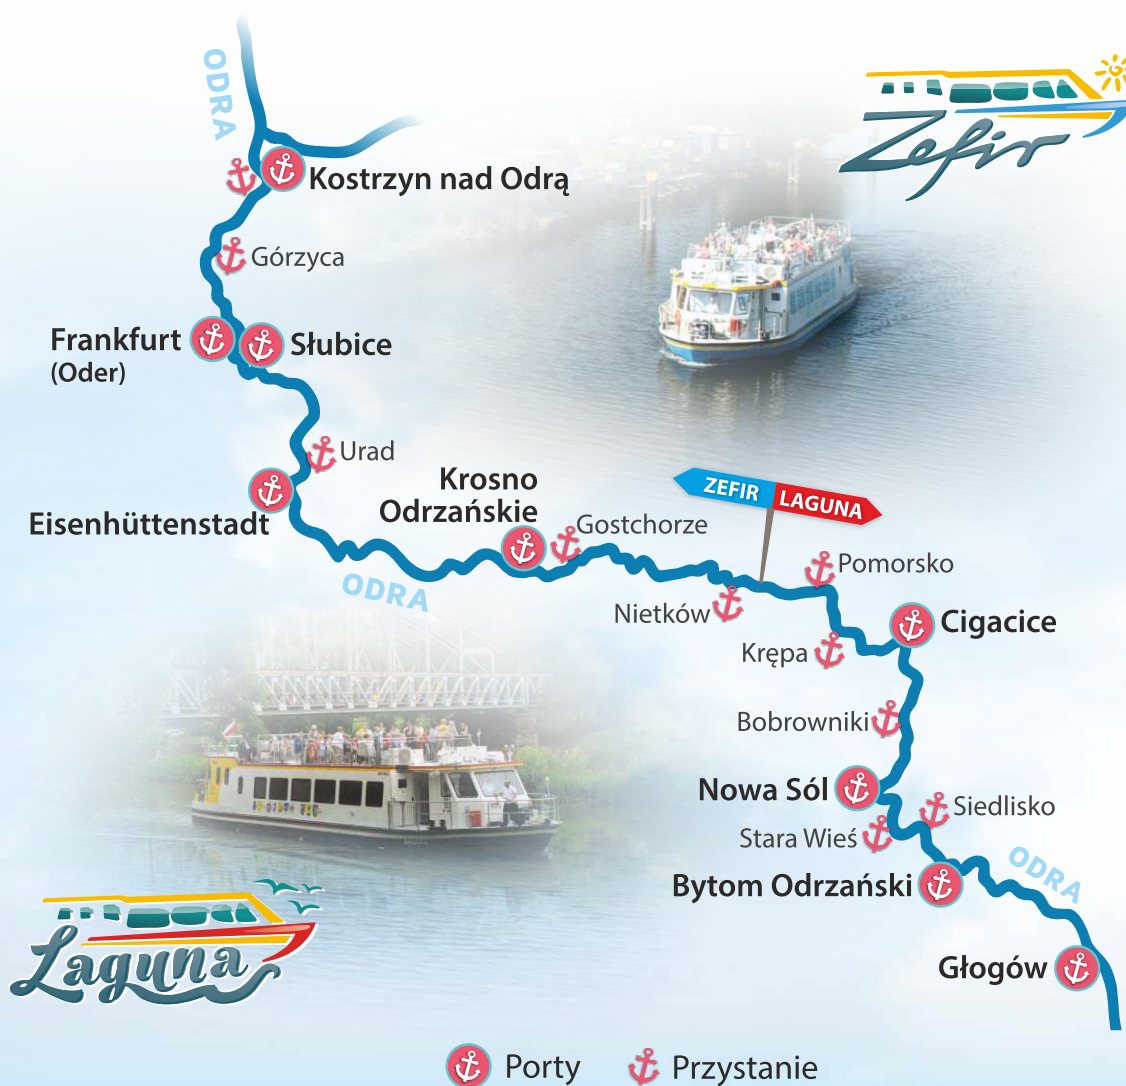 ODRA
Zefir
Kostrzyn nad Odrą
Górzyca
Frankfurt
(Oder)
Słubice
Urad
Eisenhüttenstadt
Krosno
Odrzańskie
Gostchorze
ZEFIR
LAGUNA
ODRA
Nietków
Pomorsko
Cigacice
Krępa
Bobrowniki
Nowa Sól
Siedlisko
Stara Wieś
ODRA
Bytom Odrzański
Laguna
Głogów
Porty
Przystanie